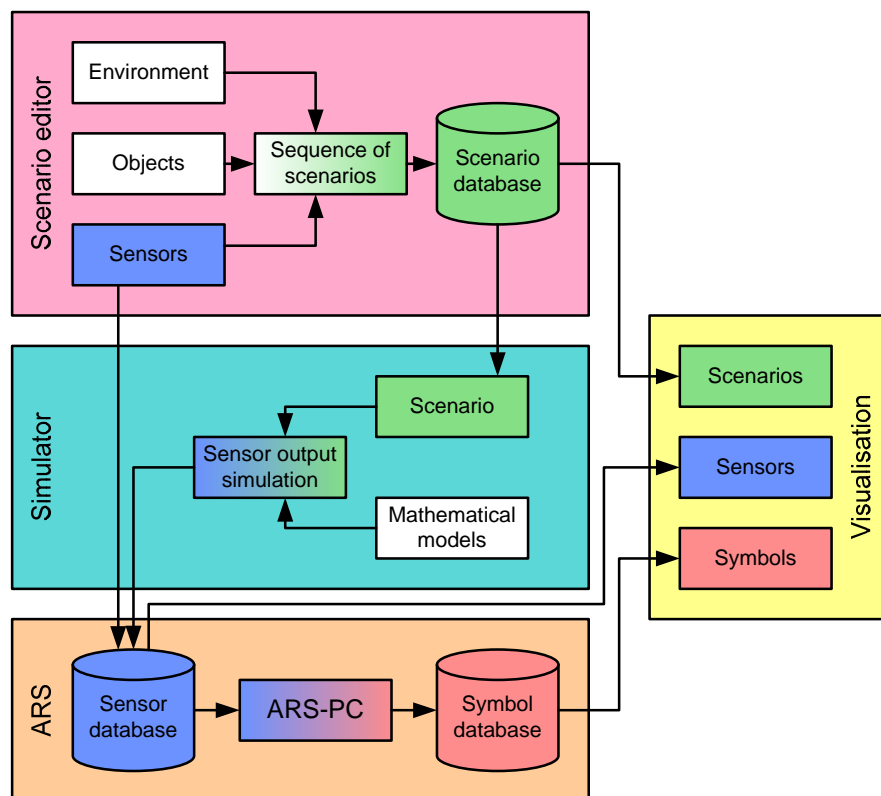 Scenario editor
Environment
Objects
Sensors
Sequence of
scenarios
Scenario
database
Simulator
Scenario
Sensor output
simulation
Mathematical
models
ARS
Sensor
database
ARS-PC
Symbol
database
Visualisation
Scenarios
Sensors
Symbols